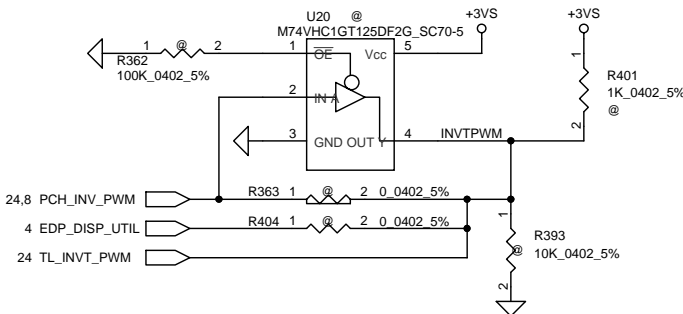 U20 @
M74VHC1GT125DF2G_SC70-5
+3VS
+3VS
1 @ 2
R362
100K_0402_5%
1 OE
Vcc 5
2 IN A
3 GND OUT Y 4
INVTPWM
1
R401
1K_0402_5%
@
2
24,8 PCH_INV_PWM
R363 1 @ 2 0_0402_5%
4 EDP_DISP_UTIL
R404 1 @ 2 0_0402_5%
24 TL_INVT_PWM
1
R393
@ 10K_0402_5%
2